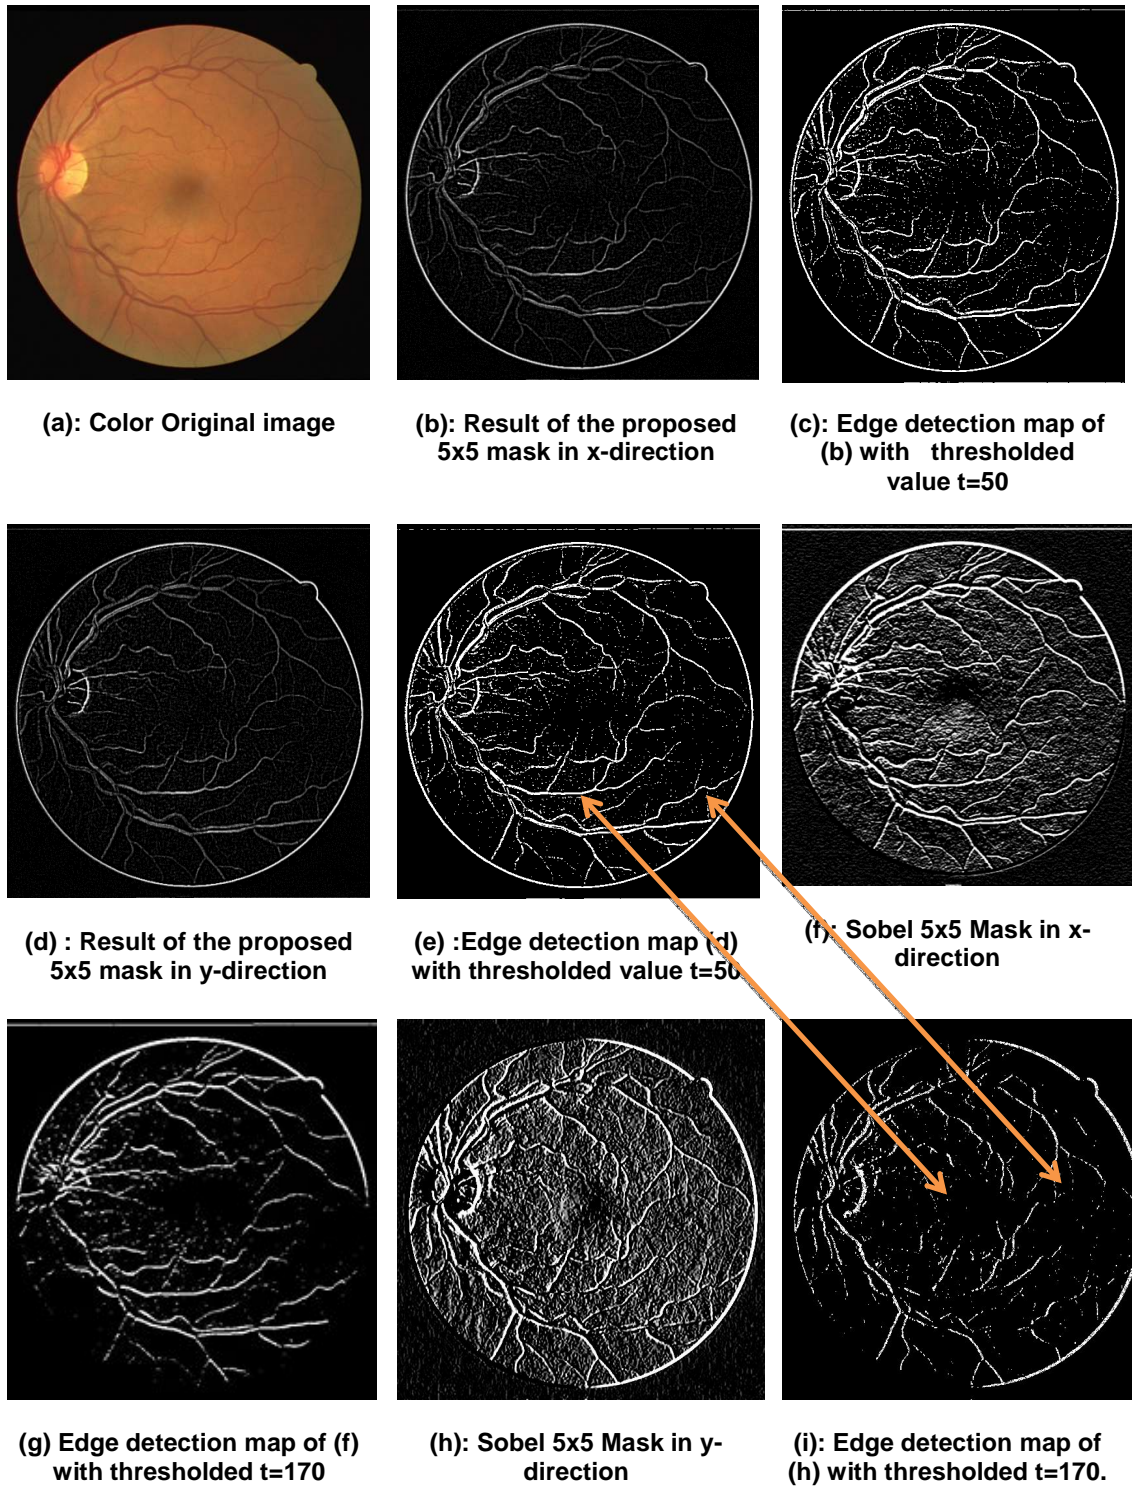 (a): Color Original image
(b): Result of the proposed
5x5 mask in x-direction
(c): Edge detection map of
(b) with thresholded
value t=50
(d) : Result of the proposed
5x5 mask in y-direction
(e) :Edge detection map (d)
with thresholded value t=50
(f): Sobel 5x5 Mask in x-
direction
(g) Edge detection map of (f)
with thresholded t=170
(h): Sobel 5x5 Mask in y-
direction
(i): Edge detection map of
(h) with thresholded t=170.